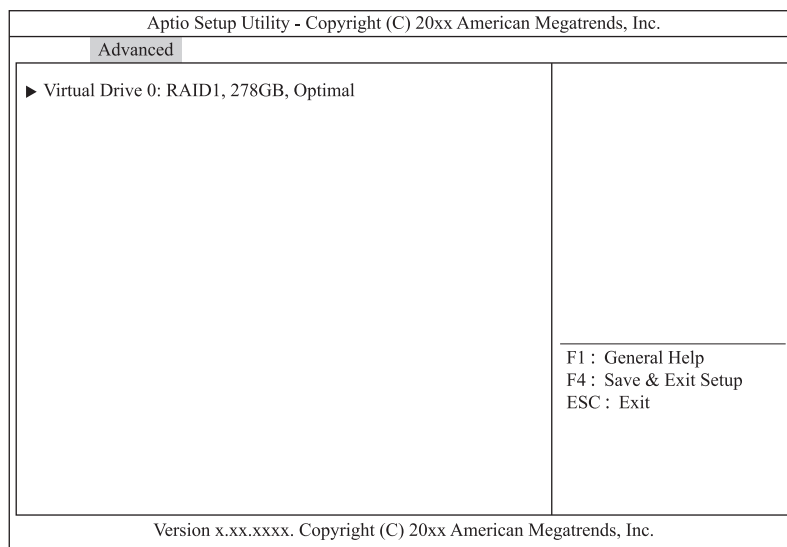 Aptio Setup Utility - Copyright (C) 20xx American Megatrends, Inc.
Advanced
▶ Virtual Drive 0: RAID1, 278GB, Optimal
F1 : General Help
F4 : Save & Exit Setup
ESC : Exit
Version x.xx.xxxx. Copyright (C) 20xx American Megatrends, Inc.